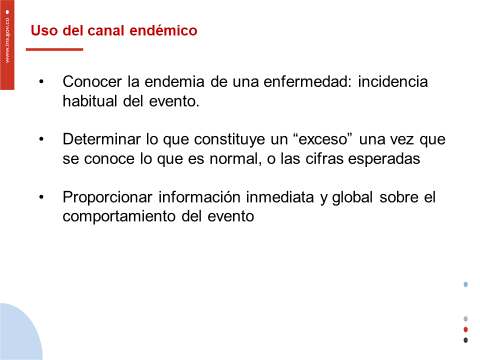 www.ins.gov.co
Uso del canal endémico
• Conocer la endemia de una enfermedad: incidencia
habitual del evento.
• Determinar lo que constituye un “exceso” una vez que
se conoce lo que es normal, o las cifras esperadas
• Proporcionar información inmediata y global sobre el
comportamiento del evento